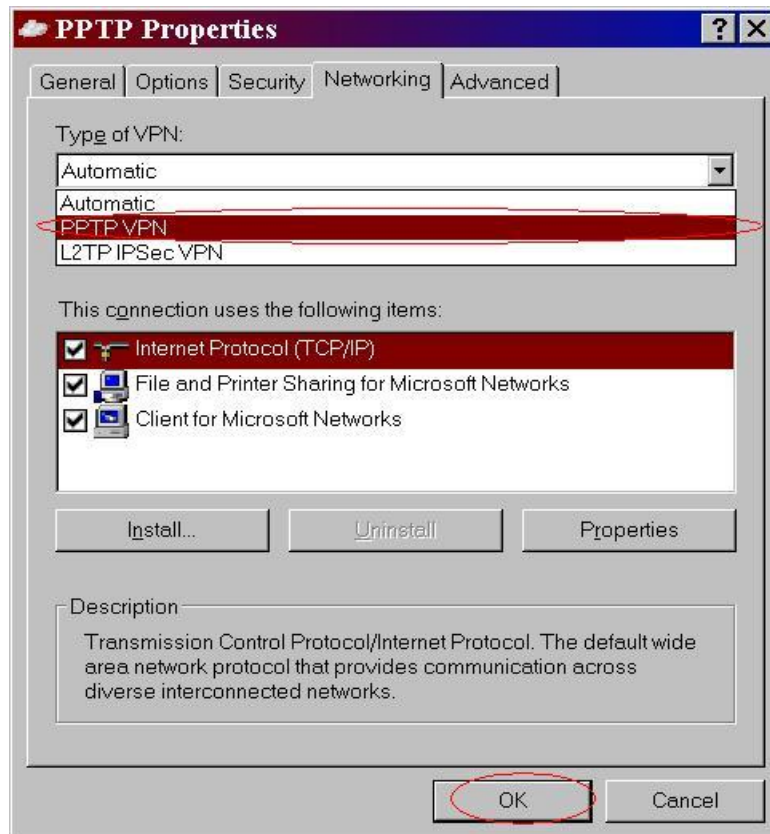 PPTP Properties
General Options Security Networking Advanced
Type of VPN:
Automatic
Automatic
PPTP VPN
L2TP IPSec VPN
This connection uses the following items:
Internet Protocol (TCP/IP)
File and Printer Sharing for Microsoft Networks
Client for Microsoft Networks
Install... Uninstall Properties
Description
Transmission Control Protocol/Internet Protocol. The default wide
area network protocol that provides communication across
diverse interconnected networks.
OK Cancel